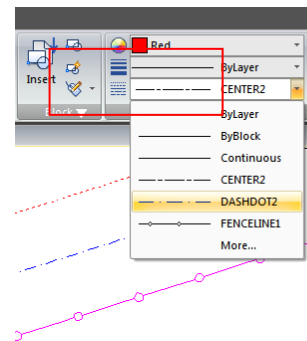 Red
Insert
ByLayer
CENTER2
Block
ByLayer
ByBlock
Continuous
CENTER2
DASHDOT2
FENCELINE1
More...